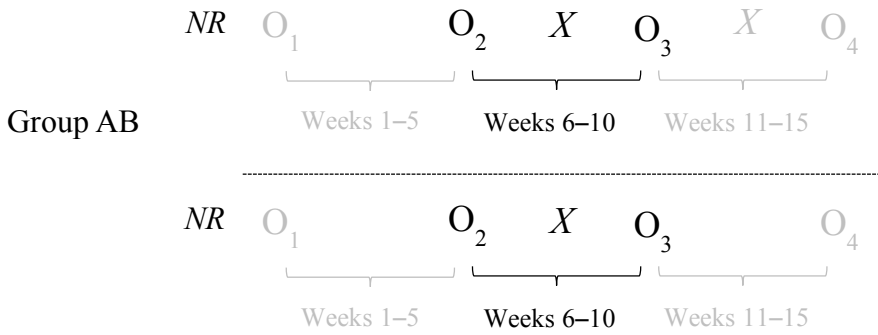 NR O₁ O₂ X O₃ X O₄
Weeks 1–5 Weeks 6–10 Weeks 11–15
Group AB
NR O₁ O₂ X O₃ O₄
Weeks 1–5 Weeks 6–10 Weeks 11–15